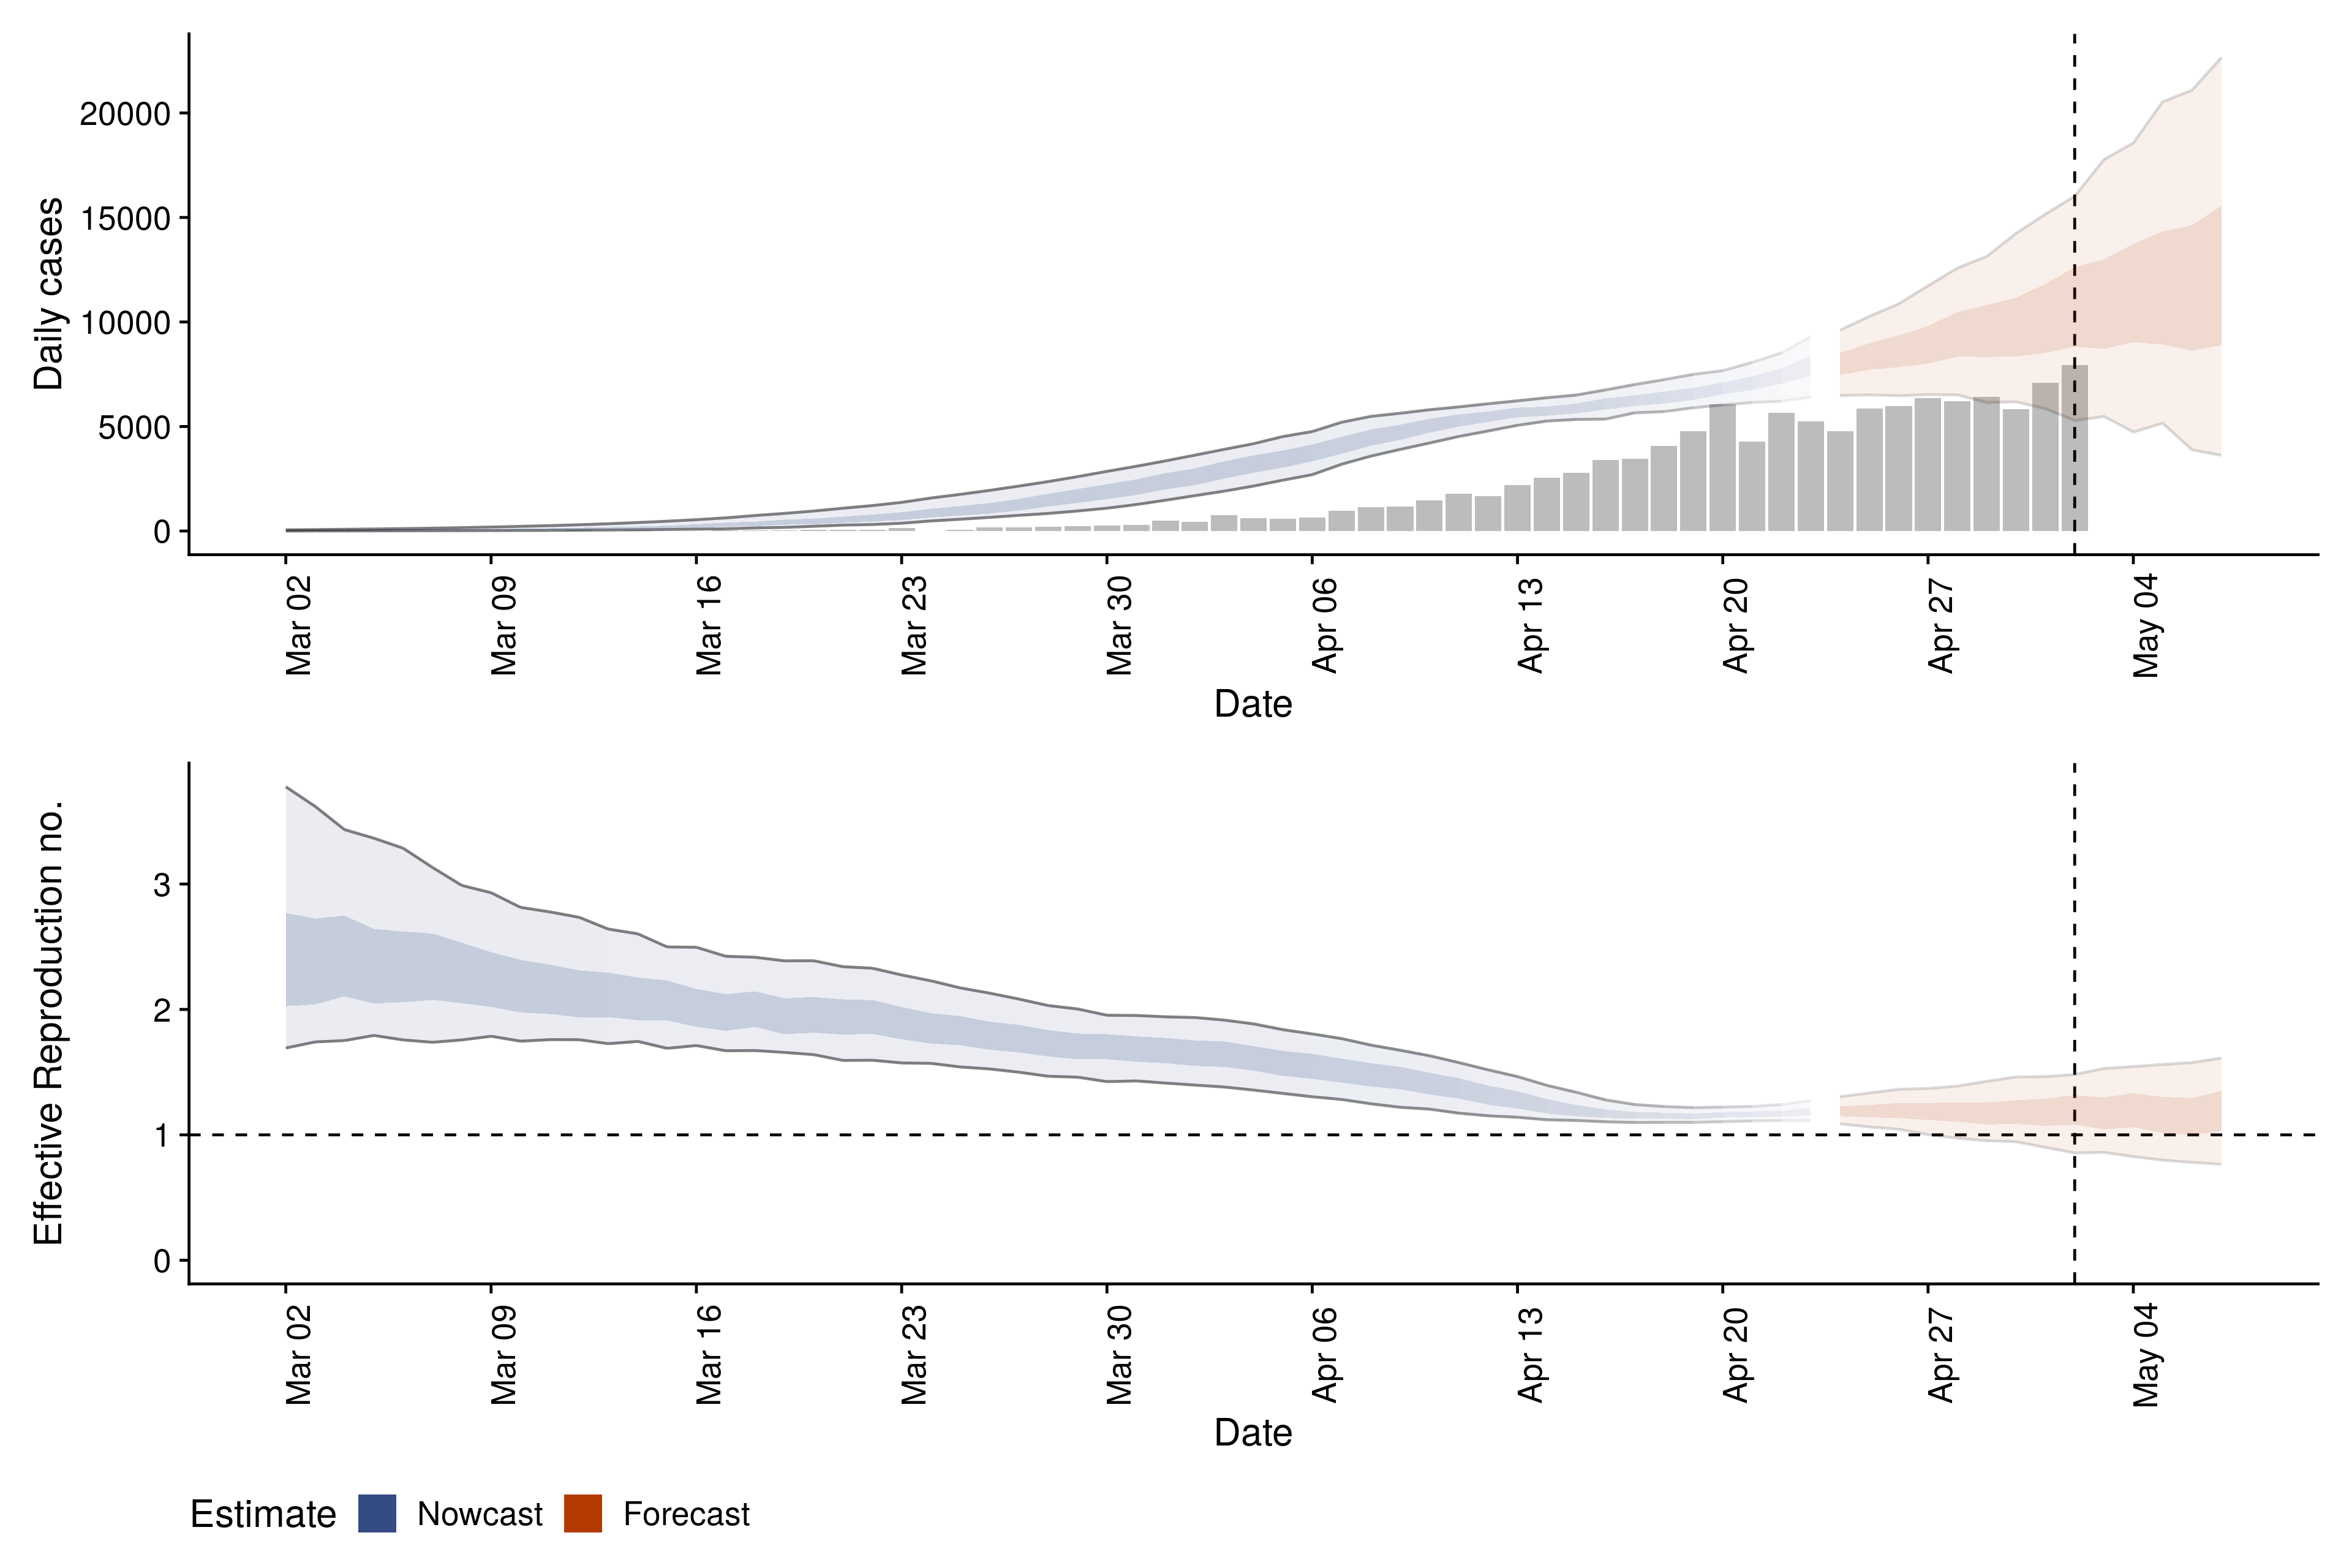 Daily cases
20000
15000
10000
5000
0
Mar 02
Mar 09
Mar 16
Mar 23
Mar 30
Apr 06
Apr 13
Apr 20
Apr 27
May 04
Date
Effective Reproduction no.
3
2
1
0
Mar 02
Mar 09
Mar 16
Mar 23
Mar 30
Apr 06
Apr 13
Apr 20
Apr 27
May 04
Date
Estimate Nowcast Forecast